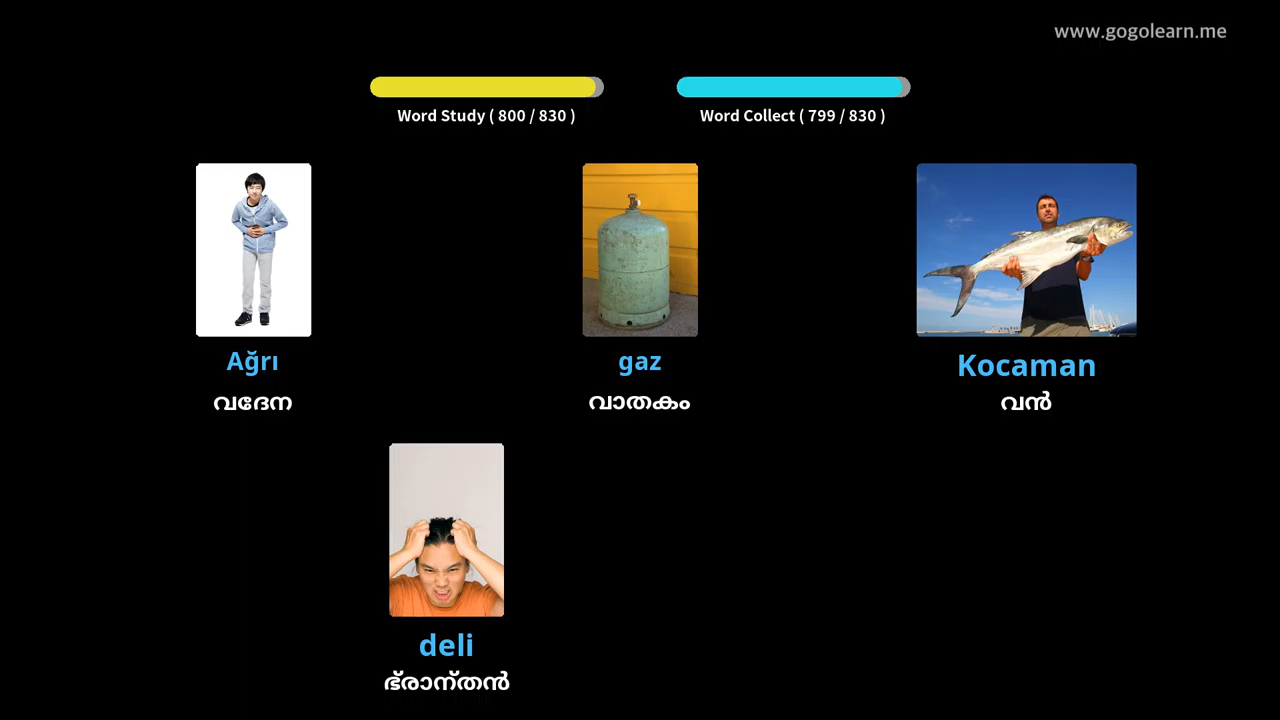 www.gogolearn.me
Word Study ( 800 / 830 )
Word Collect ( 799 / 830 )
Ağrı
വദേന
gaz
വാതകം
Kocaman
വൻ
deli
ഭ്രാന്തൻ